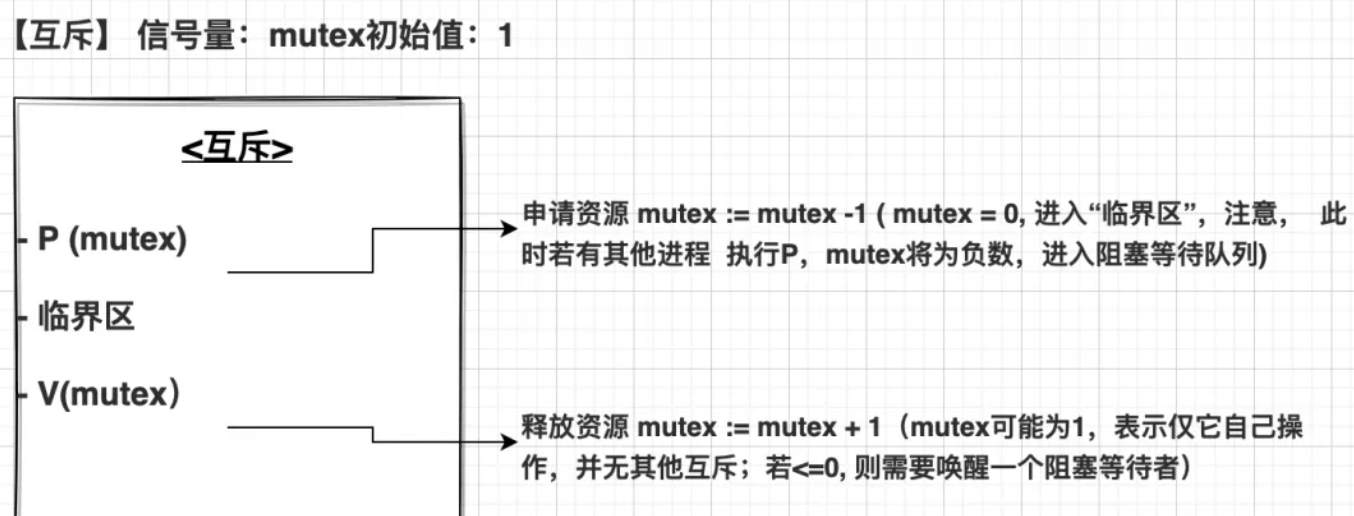 【互斥】 信号量：mutex初始值：1
<互斥>
- P (mutex)
申请资源 mutex := mutex -1 ( mutex = 0, 进入“临界区”，注意， 此
时若有其他进程 执行P，mutex将为负数，进入阻塞等待队列)
- 临界区
- V(mutex）
释放资源 mutex := mutex + 1（mutex可能为1，表示仅它自己操
作，并无其他互斥；若<=0, 则需要唤醒一个阻塞等待者）